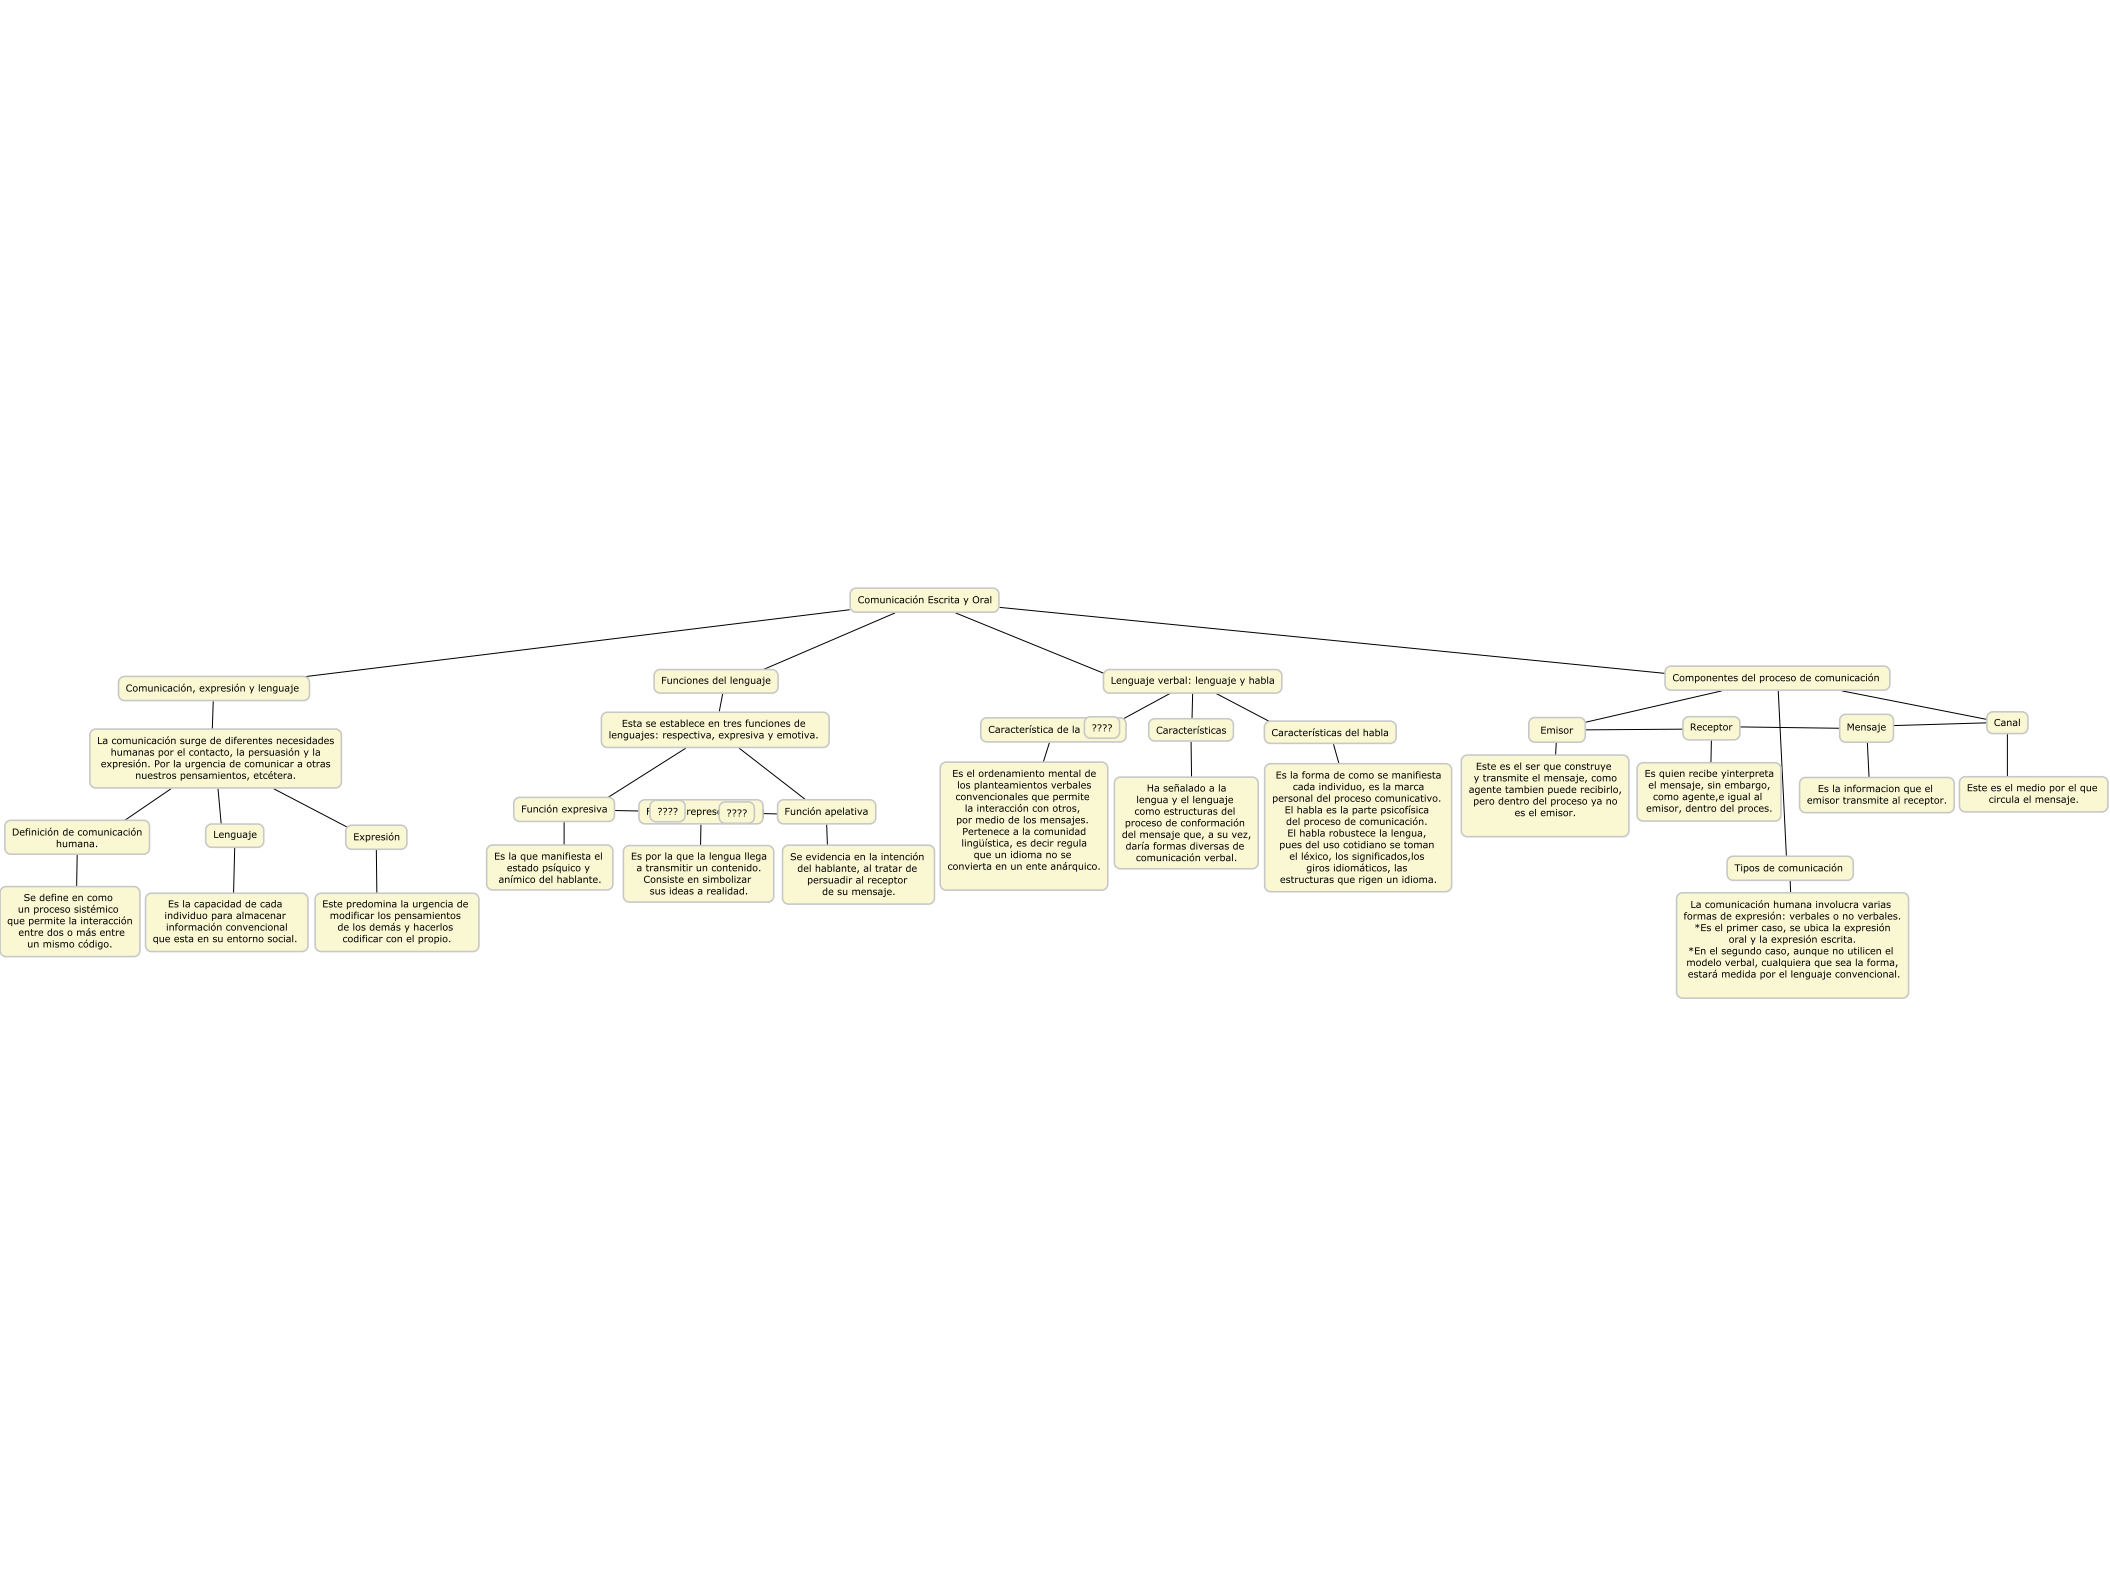 Comunicación Escrita y Oral
Comunicación, expresión y lenguaje
La comunicación surge de diferentes necesidades
humanas por el contacto, la persuasión y la
expresión. Por la urgencia de comunicar a otras
nuestros pensamientos, etcétera.
Definición de comunicación
humana.
Se define en como
un proceso sistémico
que permite la interacción
entre dos o más entre
un mismo código.
Lenguaje
Es la capacidad de cada
individuo para almacenar
información convencional
que esta en su entorno social.
Expresión
Este predomina la urgencia de
modificar los pensamientos
de los demás y hacerlos
codificar con el propio.
Funciones del lenguaje
Esta se establece en tres funciones de
lenguajes: respectiva, expresiva y emotiva.
Función expresiva
Es la que manifiesta el
estado psíquico y
anímico del hablante.
???? ????
Es por la que la lengua llega
a transmitir un contenido.
Consiste en simbolizar
sus ideas a realidad.
Función apelativa
Se evidencia en la intención
del hablante, al tratar de
persuadir al receptor
de su mensaje.
Lenguaje verbal: lenguaje y habla
Característica de la ????
Es el ordenamiento mental de
los planteamientos verbales
convencionales que permite
la interacción con otros,
por medio de los mensajes.
Pertenece a la comunidad
lingüística, es decir regula
que un idioma no se
convierta en un ente anárquico.
Características
Ha señalado a la
lengua y el lenguaje
como estructuras del
proceso de conformación
del mensaje que, a su vez,
daría formas diversas de
comunicación verbal.
Características del habla
Es la forma de como se manifiesta
cada individuo, es la marca
personal del proceso comunicativo.
El habla es la parte psicofísica
del proceso de comunicación.
El habla robustece la lengua,
pues del uso cotidiano se toman
el léxico, los significados,los
giros idiomáticos, las
estructuras que rigen un idioma.
Componentes del proceso de comunicación
Emisor
Este es el ser que construye
y transmite el mensaje, como
agente tambien puede recibirlo,
pero dentro del proceso ya no
es el emisor.
Receptor
Es quien recibe yinterpreta
el mensaje, sin embargo,
como agente,e igual al
emisor, dentro del proces.
Mensaje
Es la informacion que el
emisor transmite al receptor.
Canal
Este es el medio por el que
circula el mensaje.
Tipos de comunicación
La comunicación humana involucra varias
formas de expresión: verbales o no verbales.
*Es el primer caso, se ubica la expresión
oral y la expresión escrita.
*En el segundo caso, aunque no utilicen el
modelo verbal, cualquiera que sea la forma,
estará medida por el lenguaje convencional.